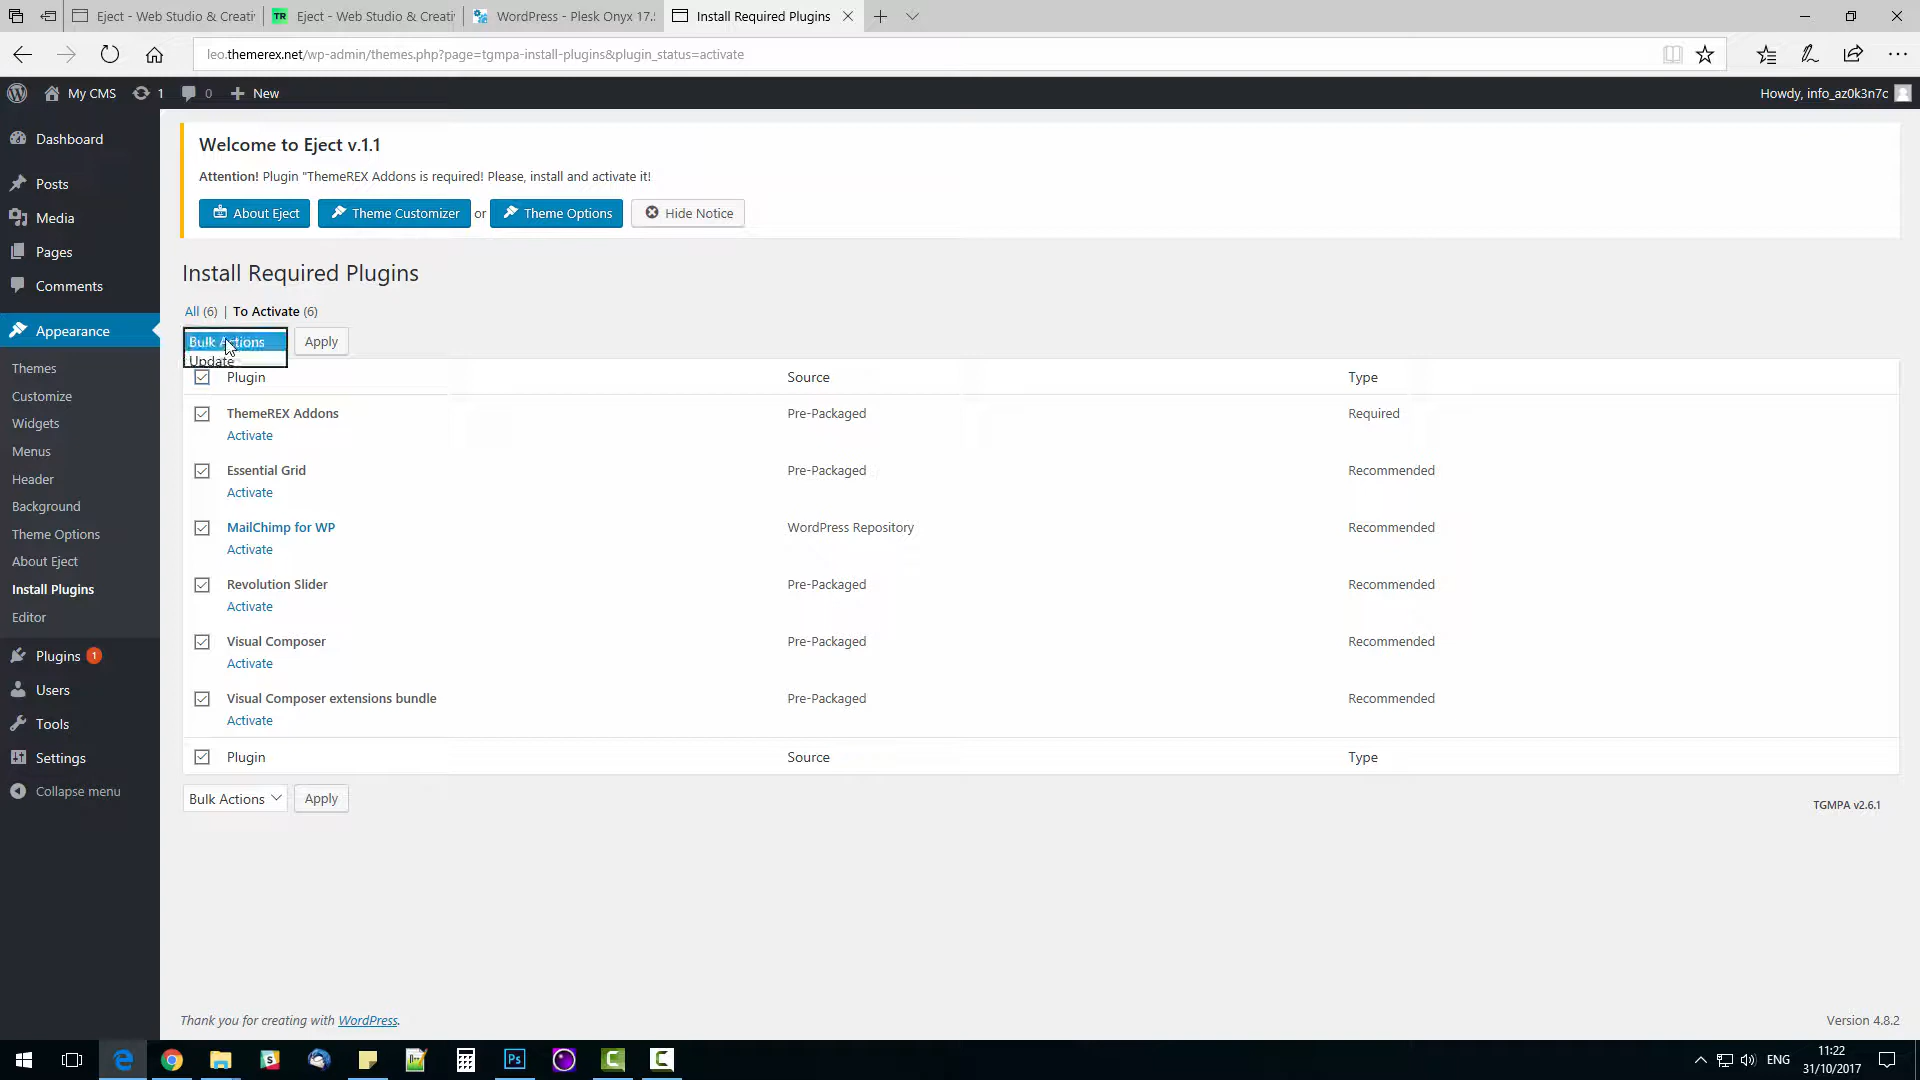 Eject - Web Studio & Creati
Eject - Web Studio & Creati
WordPress - Plesk Onyx 17.
Install Required Plugins
leo.themerex.net/wp-admin/themes.php?page=tgmpa-install-plugins&plugin_status=activate
My CMS
1
0
New
Howdy, info_az0k3n7c
Dashboard
Posts
Media
Pages
Comments
Appearance
Themes
Customize
Widgets
Menus
Header
Background
Theme Options
About Eject
Install Plugins
Editor
Plugins 1
Users
Tools
Settings
Collapse menu
Welcome to Eject v.1.1
Attention! Plugin "ThemeREX Addons is required! Please, install and activate it!
About Eject
Theme Customizer
or
Theme Options
Hide Notice
Install Required Plugins
All (6) | To Activate (6)
Bulk Actions
Update
Apply
Plugin Source Type
ThemeREX Addons Pre-Packaged Required
Activate
Essential Grid Pre-Packaged Recommended
Activate
MailChimp for WP WordPress Repository Recommended
Activate
Revolution Slider Pre-Packaged Recommended
Activate
Visual Composer Pre-Packaged Recommended
Activate
Visual Composer extensions bundle Pre-Packaged Recommended
Activate
Plugin Source Type
Bulk Actions
Apply
TGMPA v2.6.1
Thank you for creating with WordPress.
Version 4.8.2
ENG
11:22
31/10/2017